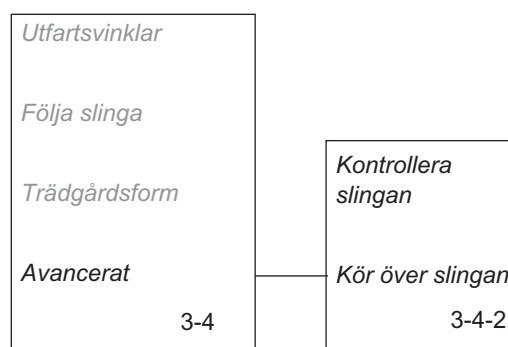 Utfartsvinklar
Följa slinga
Trädgårdsform
Avancerat
3-4
Kontrollera
slingan
Kör över slingan
3-4-2